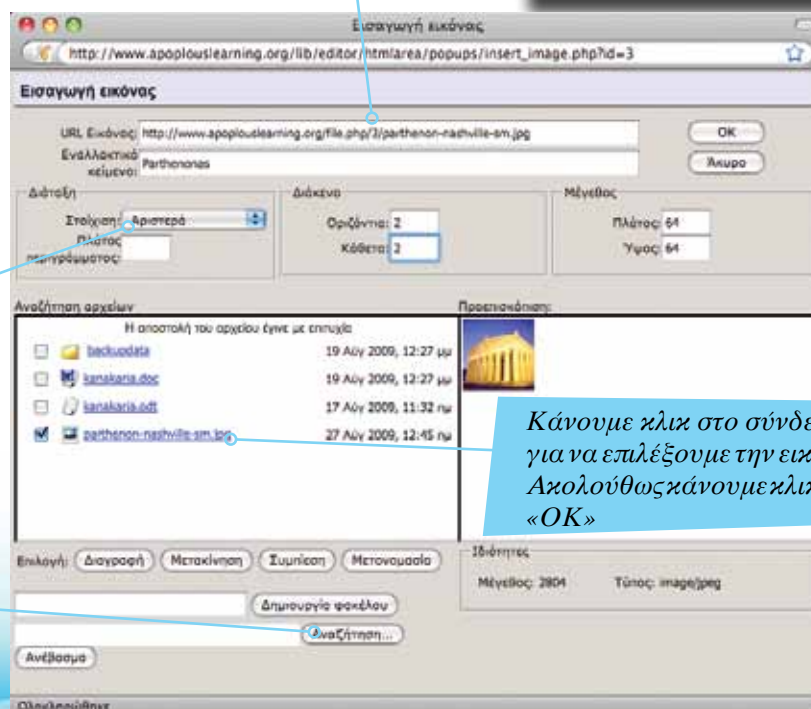 Εισαγωγή εικόνας
http://www.apoplouslearning.org/lib/editor/htmlarea/popups/insert_image.php?id=3
Εισαγωγή εικόνας
URL Εικόνας: http://www.apoplouslearning.org/file.php/3/parthenon-nashville-sm.jpg
OK
Εναλλακτικό κείμενο: Parthenonas
Άκυρο
Διάταξη
Στοίχιση: Αριστερά
Πλάτος περιγράμματος:
Διάκενο
Οριζόντια: 2
Κάθετα: 2
Μέγεθος
Πλάτος: 64
Ύψος: 64
Αναζήτηση αρχείων
Η αποστολή του αρχείου έγινε με επιτυχία
backupdata 19 Αύγ 2009, 12:27 μμ
kanakaria.doc 19 Αύγ 2009, 12:27 μμ
kanakaria.odt 17 Αύγ 2009, 11:32 πμ
parthenon-nashville-sm.jpg 27 Αύγ 2009, 12:45 πμ
Προεπισκόπηση:
Κάνουμε κλικ στο σύνδε
για να επιλέξουμε την εικ
Ακολούθως κάνουμε κλικ
«OK»
Επιλογή: Διαγραφή Μετακίνηση Συμπίεση Μετονομασία
Δημιουργία φακέλου
Αναζήτηση...
Ανέβασμα
Ιδιότητες
Μέγεθος: 2804 Τύπος: image/jpeg
Ολοκληρώθηκε